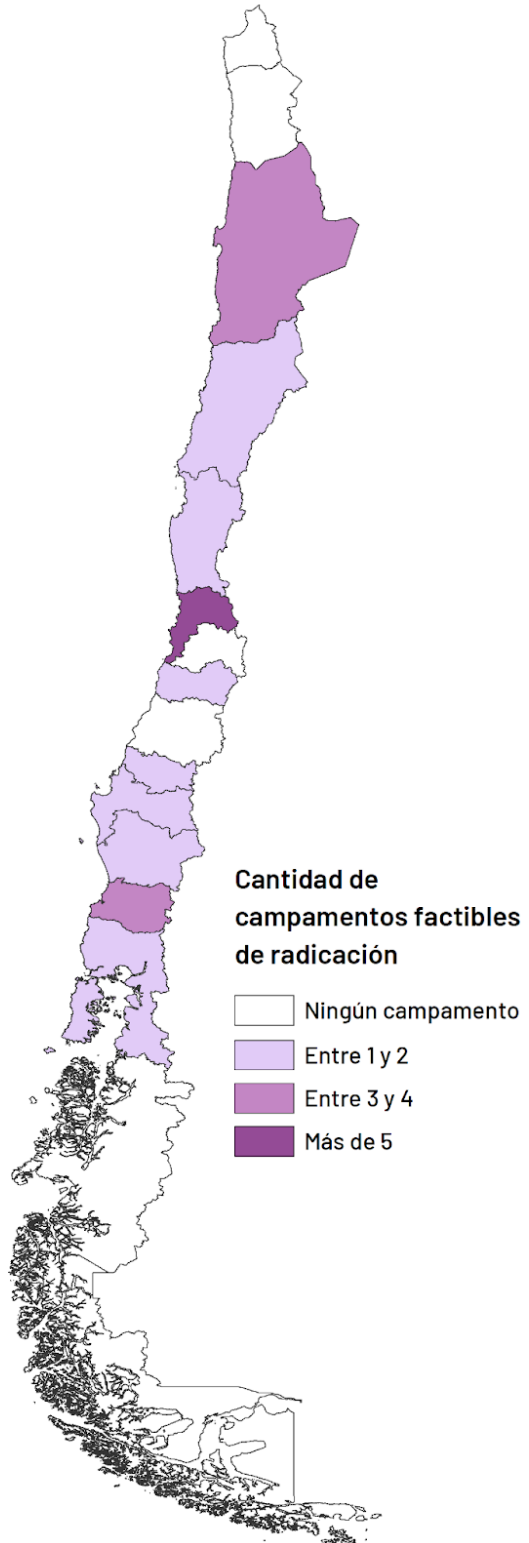 Cantidad de
campamentos factibles
de radicación
Ningún campamento
Entre 1 y 2
Entre 3 y 4
Más de 5